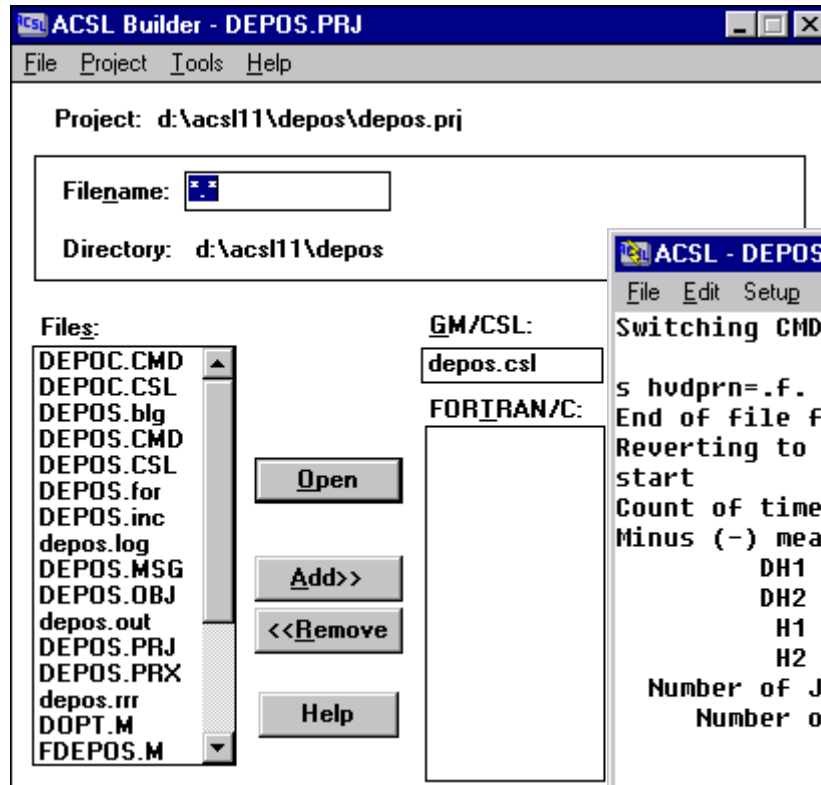 ACSL Builder - DEPOS.PRJ
File Project Tools Help
Project: d:\acsl11\depos\depos.prj
Filename: *.*
Directory: d:\acsl11\depos
Files:
DEPOC.CMD
DEPOC.CSL
DEPOS.blg
DEPOS.CMD
DEPOS.CSL
DEPOS.for
DEPOS.inc
depos.log
DEPOS.MSG
DEPOS.OBJ
depos.out
DEPOS.PRJ
DEPOS.PRX
depos.rrr
DOPT.M
FDEPOS.M
Open
Add>>
<<Remove
Help
GM/CSL:
depos.csl
FORTRAN/C:
ACSL - DEPOS
File Edit Setup
Switching CMD
s hvdprn=.f.
End of file f
Reverting to
start
Count of time
Minus (-) mea
DH1
DH2
H1
H2
Number of J
Number o